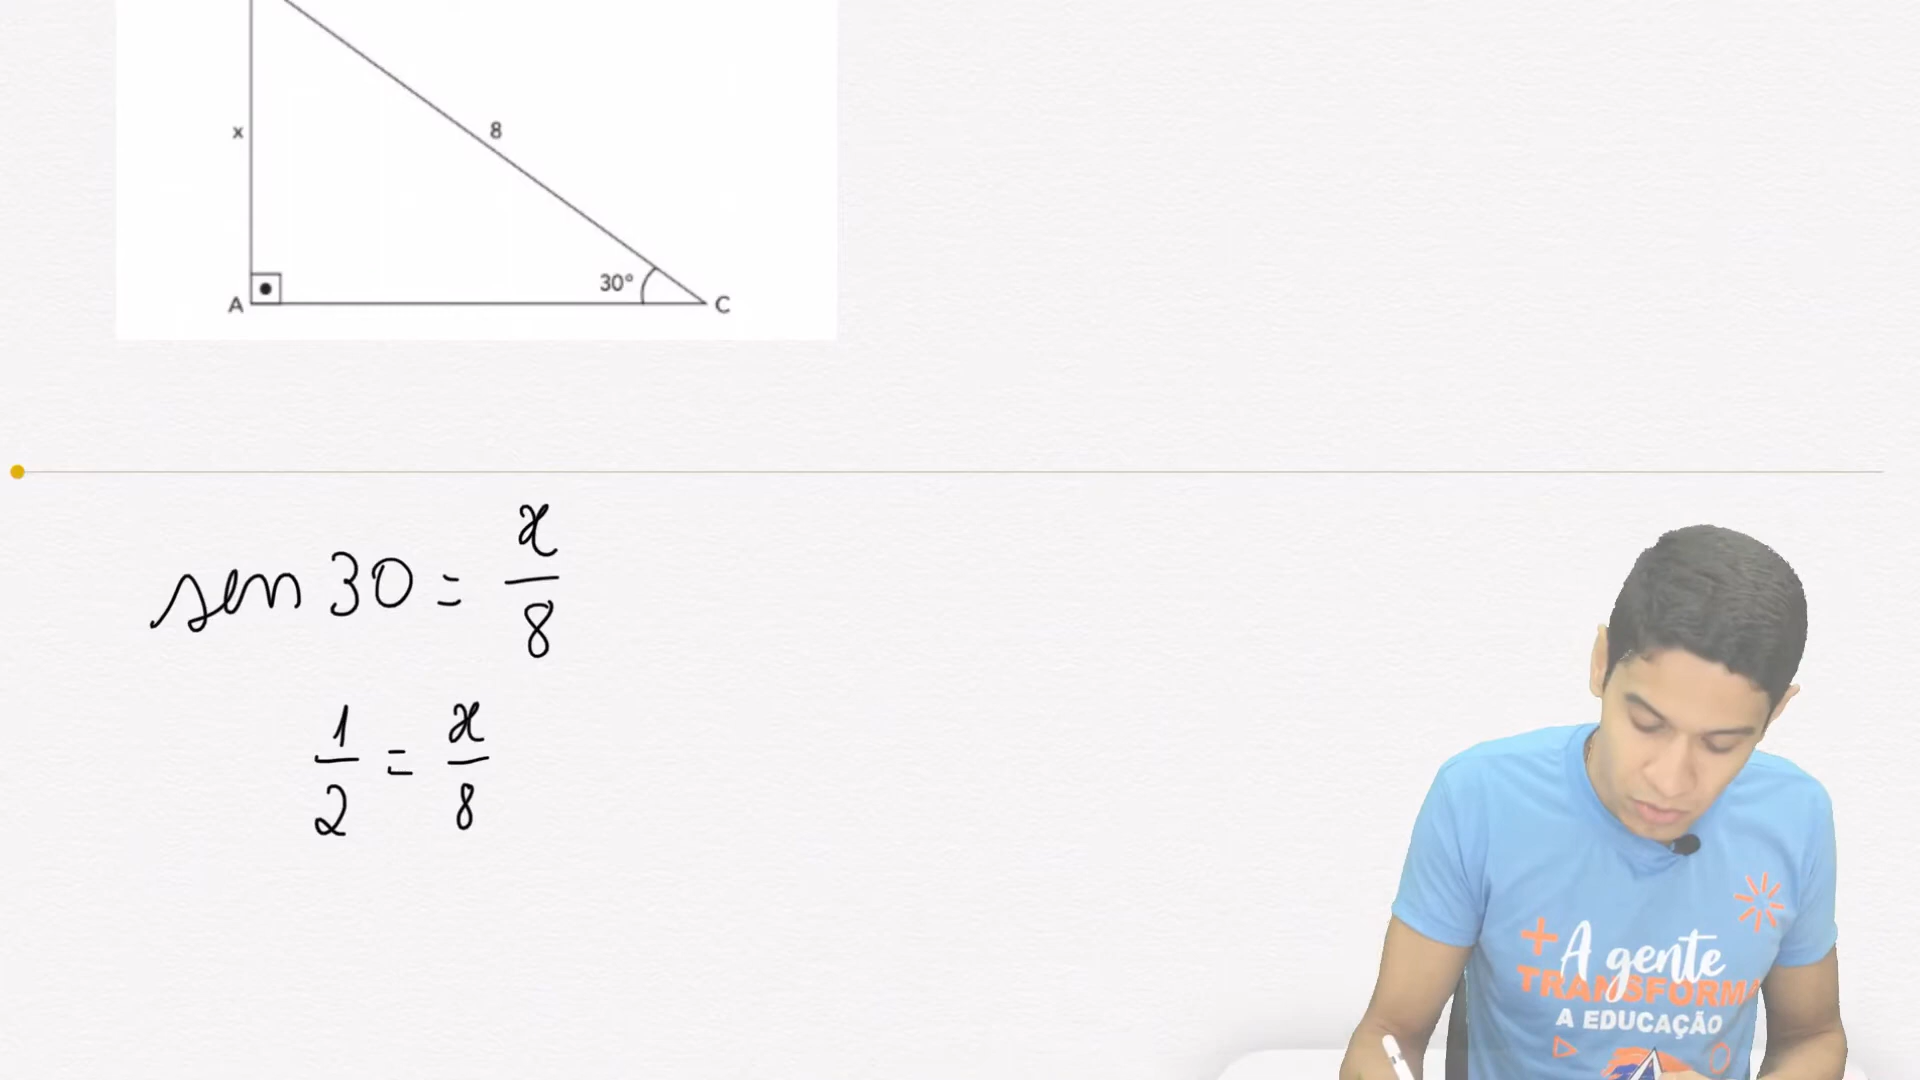 x
8
30°
A
C
sen 30 = x/8
1/2 = x/8
+
A gente
TRANSFORMA
A EDUCAÇÃO